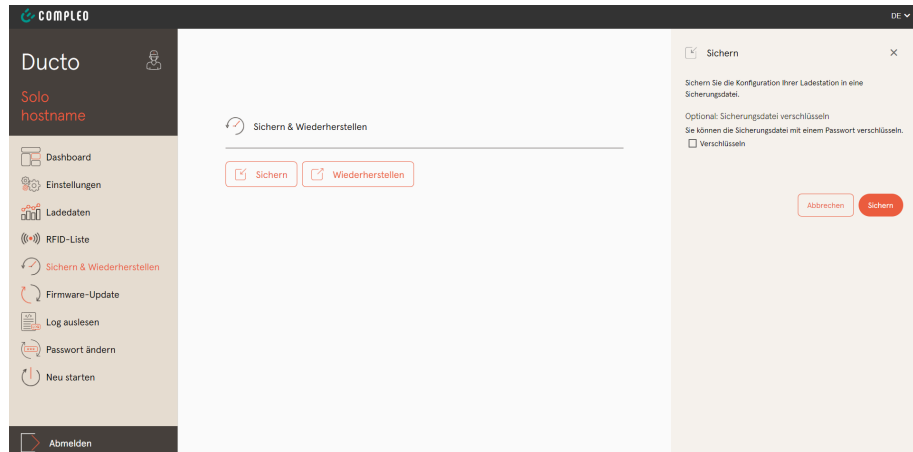 COMPLEO
DE
Ducto
Solo
hostname
Dashboard
Einstellungen
Ladedaten
RFID-Liste
Sichern & Wiederherstellen
Firmware-Update
Log auslesen
Passwort ändern
Neu starten
Abmelden
Sichern & Wiederherstellen
Sichern
Wiederherstellen
Sichern
Sichern Sie die Konfiguration Ihrer Ladestation in eine
Sicherungsdatei.
Optional: Sicherungsdatei verschlüsseln
Sie können die Sicherungsdatei mit einem Passwort verschlüsseln.
Verschlüsseln
Abbrechen
Sichern